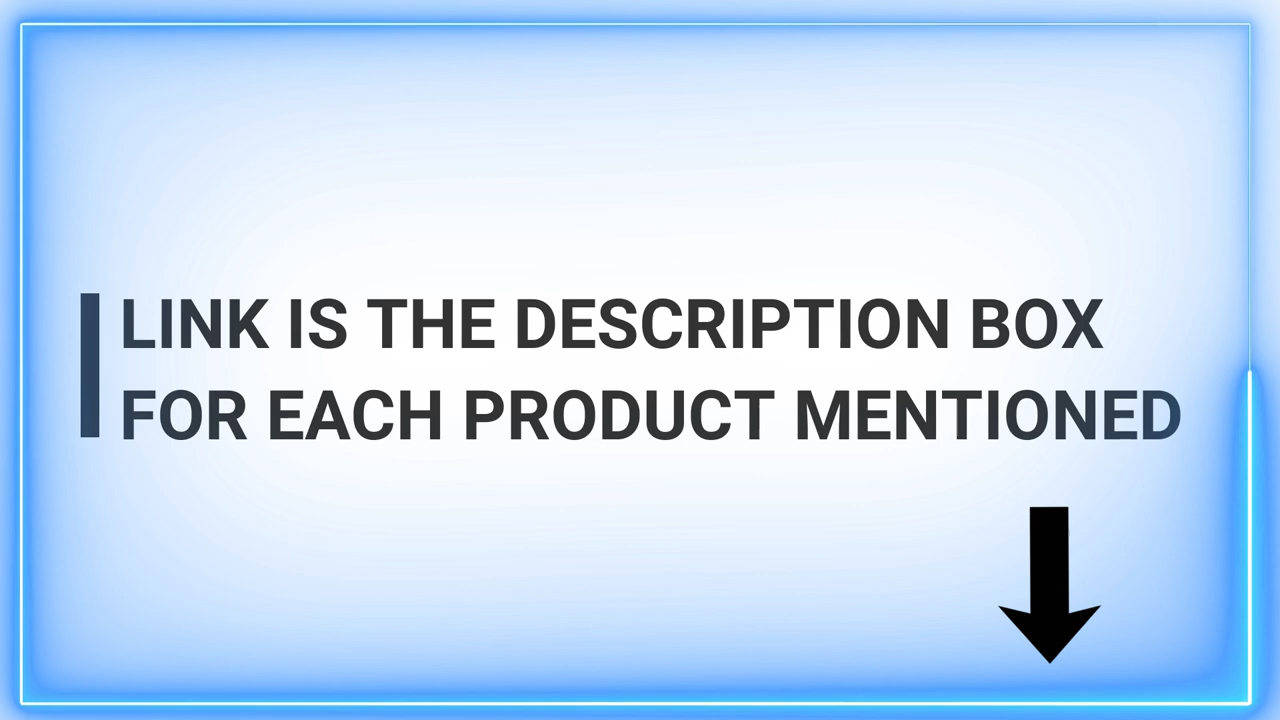 LINK IS THE DESCRIPTION BOX
FOR EACH PRODUCT MENTIONED